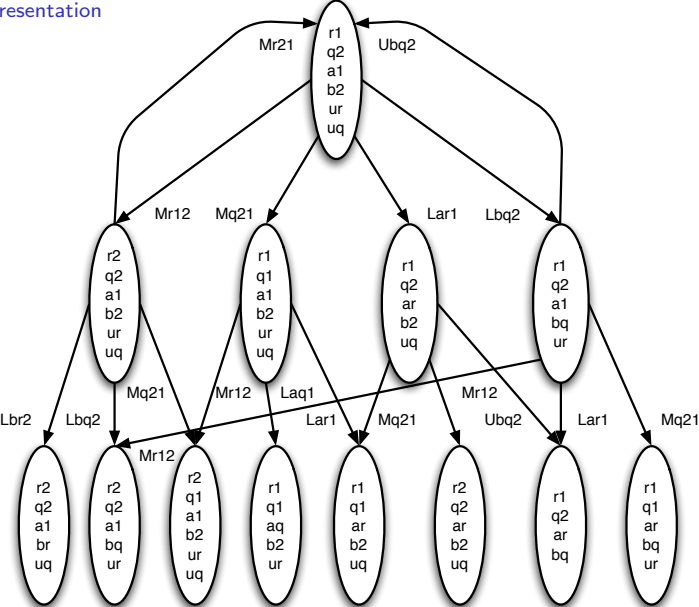 resentation
Mr21
r1
q2
a1
b2
ur
uq
Ubq2
Mr12
Mq21
Lar1
Lbq2
r2
q2
a1
b2
ur
uq
r1
q1
a1
b2
ur
uq
r1
q2
ar
b2
uq
r1
q2
a1
bq
ur
Lbr2
Lbq2
Mq21
Mr12
Laq1
Lar1
Mq21
Mr12
Ubq2
Lar1
Mq21
Mr12
r2
q2
a1
br
uq
r2
q2
a1
bq
ur
r2
q1
a1
b2
ur
uq
r1
q1
aq
b2
ur
r1
q1
ar
b2
uq
r2
q2
ar
b2
uq
r1
q2
ar
bq
r1
q1
ar
bq
ur